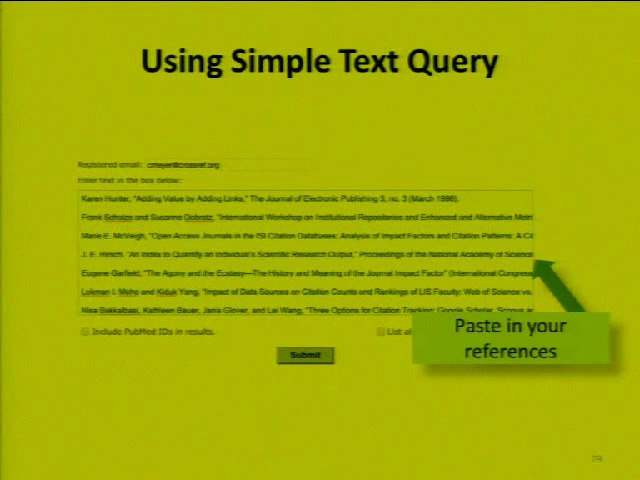 Using Simple Text Query
Registered email: cmeyer@crossref.org
Enter text in the box below:
Karen Hunter, "Adding Value by Adding Links," The Journal of Electronic Publishing 3, no. 3 (March 1998).
Frank Scholze and Susanne Dobratz, "International Workshop on Institutional Repositories and Enhanced and Alternative Metri
Marie E. McVeigh, "Open Access Journals in the ISI Citation Databases: Analysis of Impact Factors and Citation Patterns: A Cit
J. E. Hirsch, "An Index to Quantify an Individual's Scientific Research Output," Proceedings of the National Academy of Science
Eugene Garfield, "The Agony and the Ecstasy—The History and Meaning of the Journal Impact Factor" (International Congress
Lokman I. Meho and Kiduk Yang, "Impact of Data Sources on Citation Counts and Rankings of LIS Faculty: Web of Science vs.
Nisa Bakkalbasi, Kathleen Bauer, Janis Glover, and Lei Wang, "Three Options for Citation Tracking: Google Scholar, Scopus an
Include PubMed IDs in results.
List al
Submit
Paste in your
references